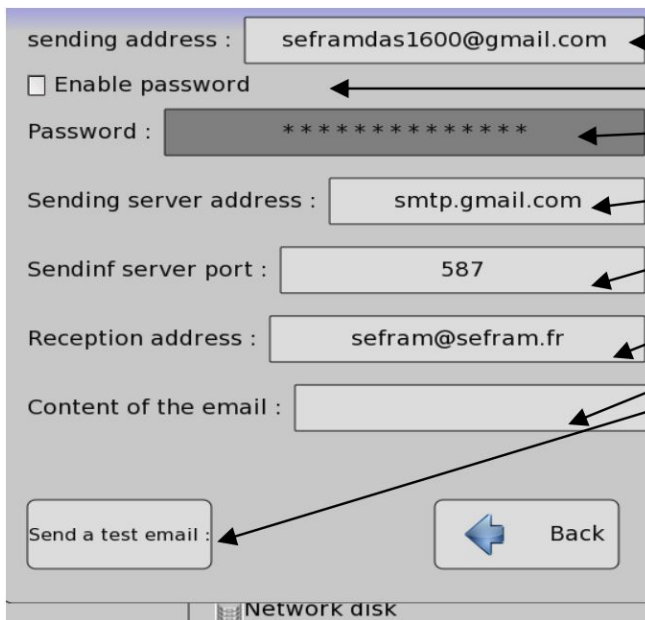 sending address : seframdas1600@gmail.com
Enable password
Password : **************
Sending server address : smtp.gmail.com
Sendinf server port : 587
Reception address : sefram@sefram.fr
Content of the email :
Send a test email : Back
Network disk